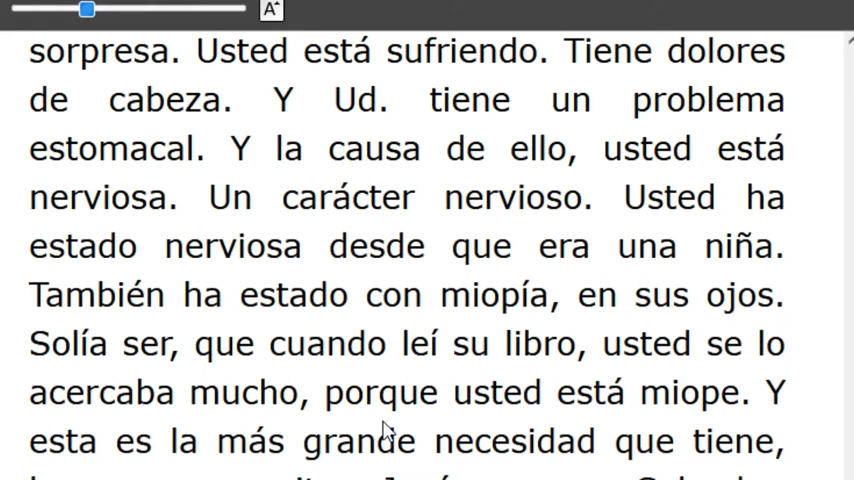 A
sorpresa. Usted está sufriendo. Tiene dolores
de cabeza. Y Ud. tiene un problema
estomacal. Y la causa de ello, usted está
nerviosa. Un carácter nervioso. Usted ha
estado nerviosa desde que era una niña.
También ha estado con miopía, en sus ojos.
Solía ser, que cuando leí su libro, usted se lo
acercaba mucho, porque usted está miope. Y
esta es la más grande necesidad que tiene,